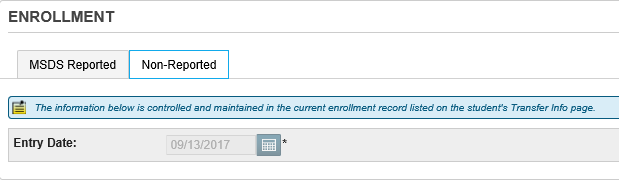 ENROLLMENT
MSDS Reported Non-Reported
The information below is controlled and maintained in the current enrollment record listed on the student's Transfer Info page.
Entry Date: 09/13/2017 *